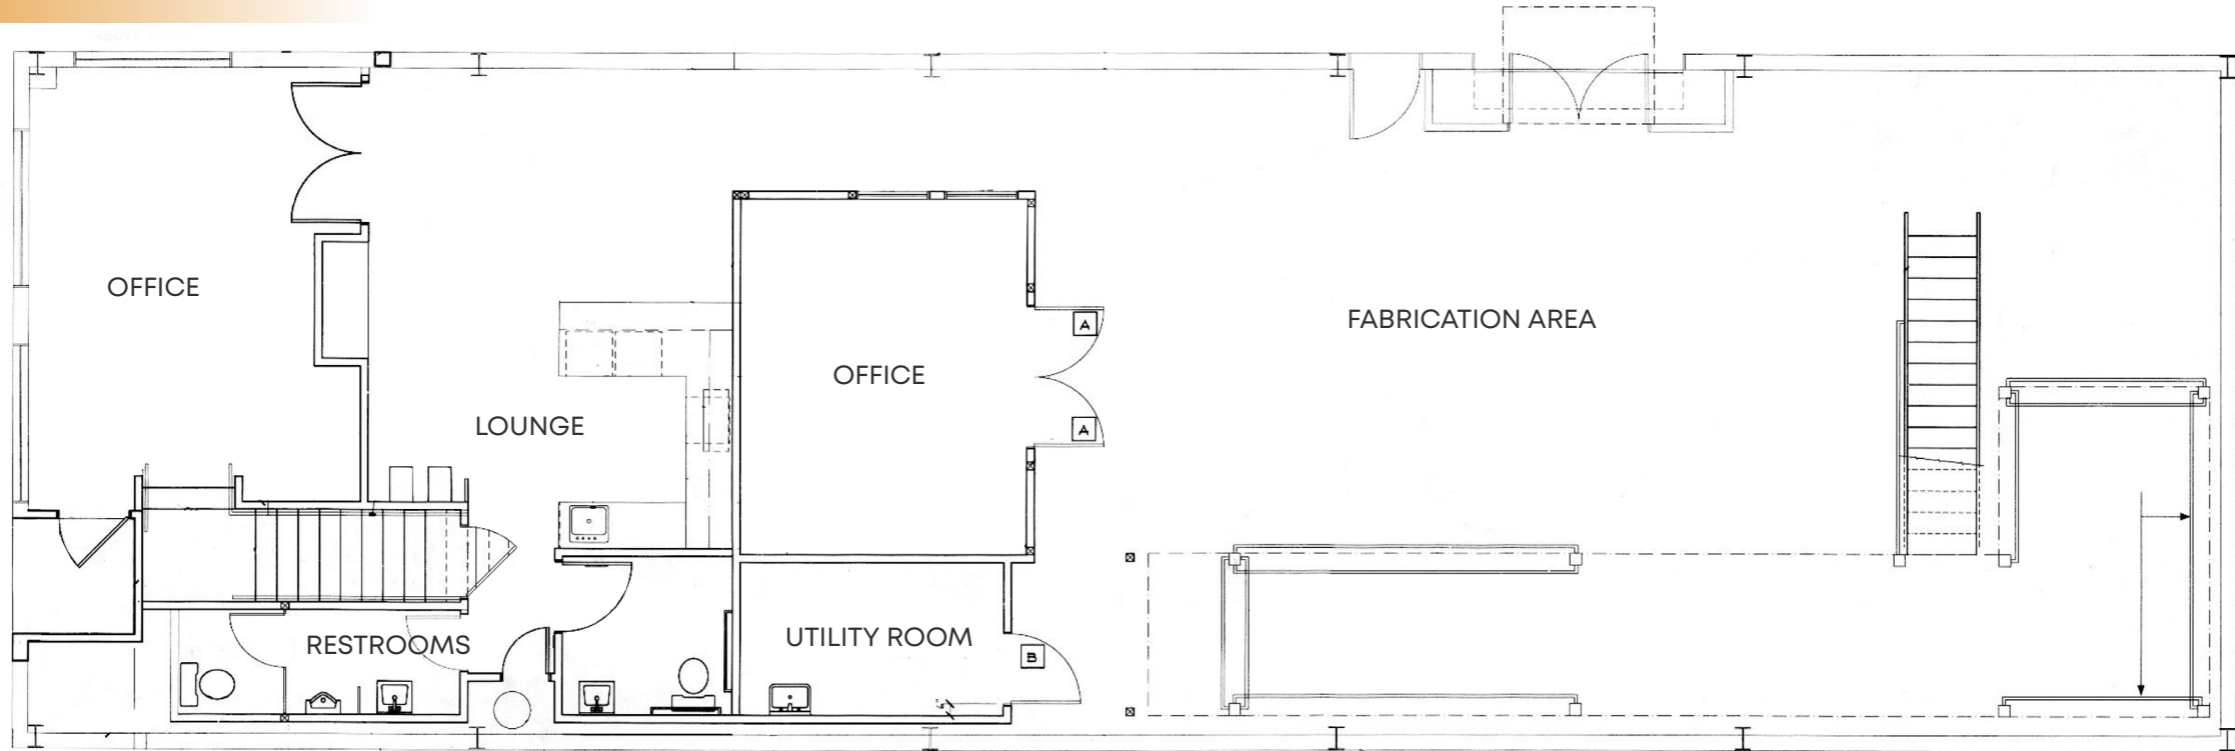 OFFICE
FABRICATION AREA
A
OFFICE
LOUNGE
A
RESTROOMS
UTILITY ROOM
B